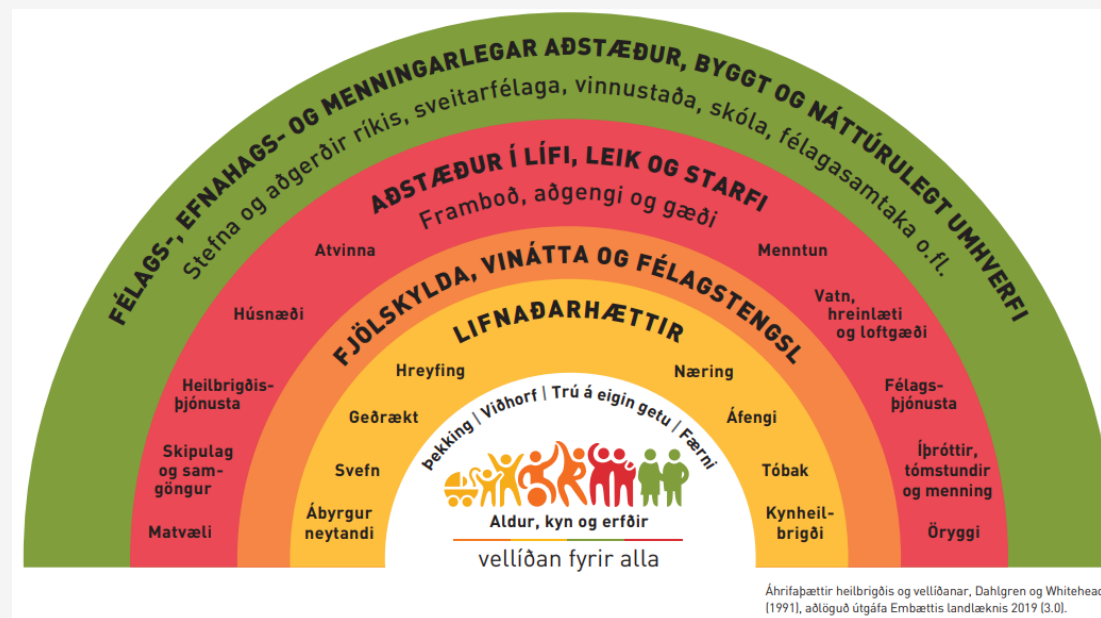 FÉLAGS-, EFNAHAGS- OG MENNINGARLEGAR AÐSTÆÐUR, BYGGT OG NÁTTÚRULEGT UMHVERFI
Stefna og aðgerðir ríkis, sveitarfélaga, vinnustaða, skóla, félagasamtaka o.fl.
AÐSTÆÐUR Í LÍFI, LEIK OG STARFI
Framboð, aðgengi og gæði
Atvinna
Húsnæði
Heilbrigðis-
þjónusta
Skipulag
og sam-
göngur
Matvæli
Menntun
Vatn,
hreinlæti
og loftgæði
Félags-
þjónusta
Íþróttir,
tómstundir
og menning
Öryggi
FJÖLSKYLDA, VINÁTTA OG FÉLAGSTENGSL
LIFNAÐARHÆTTIR
Hreyfing
Geðrækt
Svefn
Ábyrgur
neytandi
Næring
Áfengi
Tóbak
Kynheil-
brigði
Þekking | Viðhorf | Trú á eigin getu | Færni
Aldur, kyn og erfðir
vellíðan fyrir alla
Áhrifaþættir heilbrigðis og vellíðanar, Dahlgren og Whitehead
(1991), aðlöguð útgáfa Embættis landlæknis 2019 (3.0).